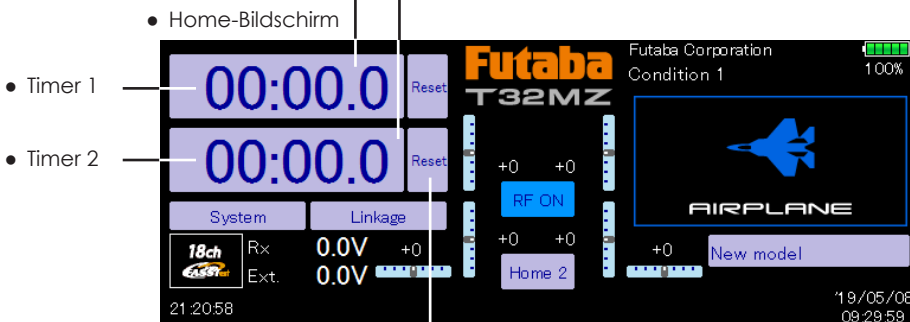 ● Home-Bildschirm
● Timer 1
● Timer 2
00:00.0 Reset
00:00.0 Reset
System Linkage
18ch
FASSTest
Rx 0.0V
Ext. 0.0V
+0
21:20:58
Futaba
T32MZ
+0 +0
RF ON
+0 +0
Home 2
Futaba Corporation
Condition 1
100%
AIRPLANE
+0
New model
'19/05/08
09:29:59